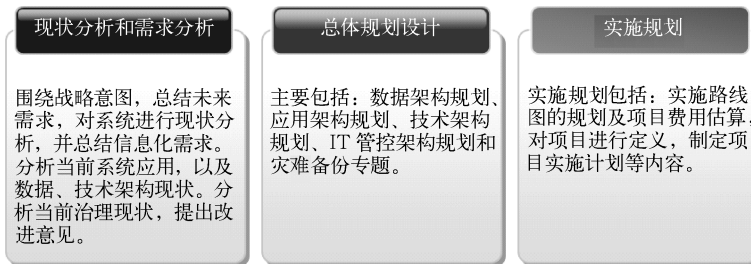 现状分析和需求分析
围绕战略意图，总结未来
需求，对系统进行现状分
析，并总结信息化需求。
分析当前系统应用，以及
数据、技术架构现状。分
析当前治理现状，提出改
进意见。
总体规划设计
主要包括：数据架构规划、
应用架构规划、技术架构
规划、IT 管控架构规划和
灾难备份专题。
实施规划
实施规划包括：实施路线
图的规划及项目费用估算，
对项目进行定义，制定项
目实施计划等内容。